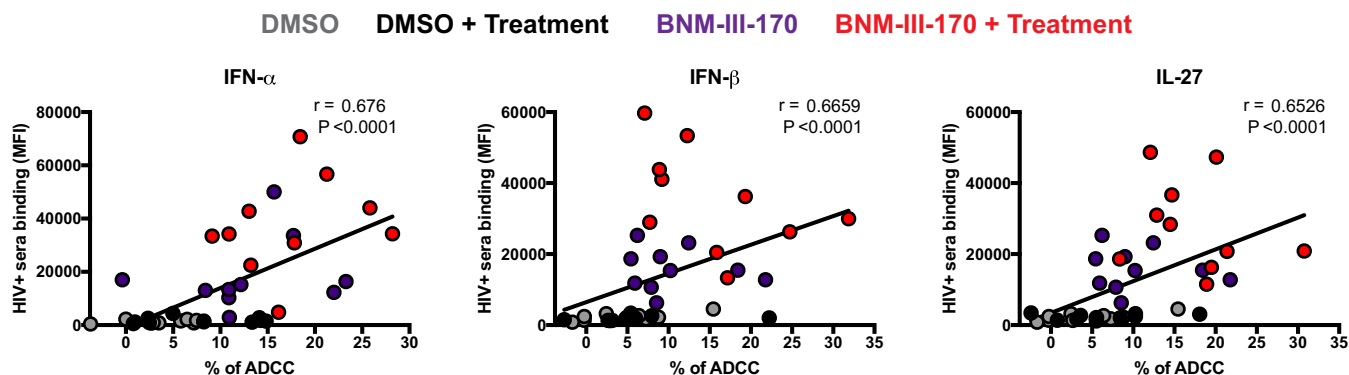 DMSO DMSO + Treatment BNM-III-170 BNM-III-170 + Treatment
IFN-α
r = 0.676
P <0.0001
HIV+ sera binding (MFI)
80000
60000
40000
20000
0
0 5 10 15 20 25 30
% of ADCC
IFN-β
r = 0.6659
P <0.0001
HIV+ sera binding (MFI)
60000
40000
20000
0
0 5 10 15 20 25 30 35
% of ADCC
IL-27
r = 0.6526
P <0.0001
HIV+ sera binding (MFI)
60000
40000
20000
0
0 5 10 15 20 25 30 35
% of ADCC